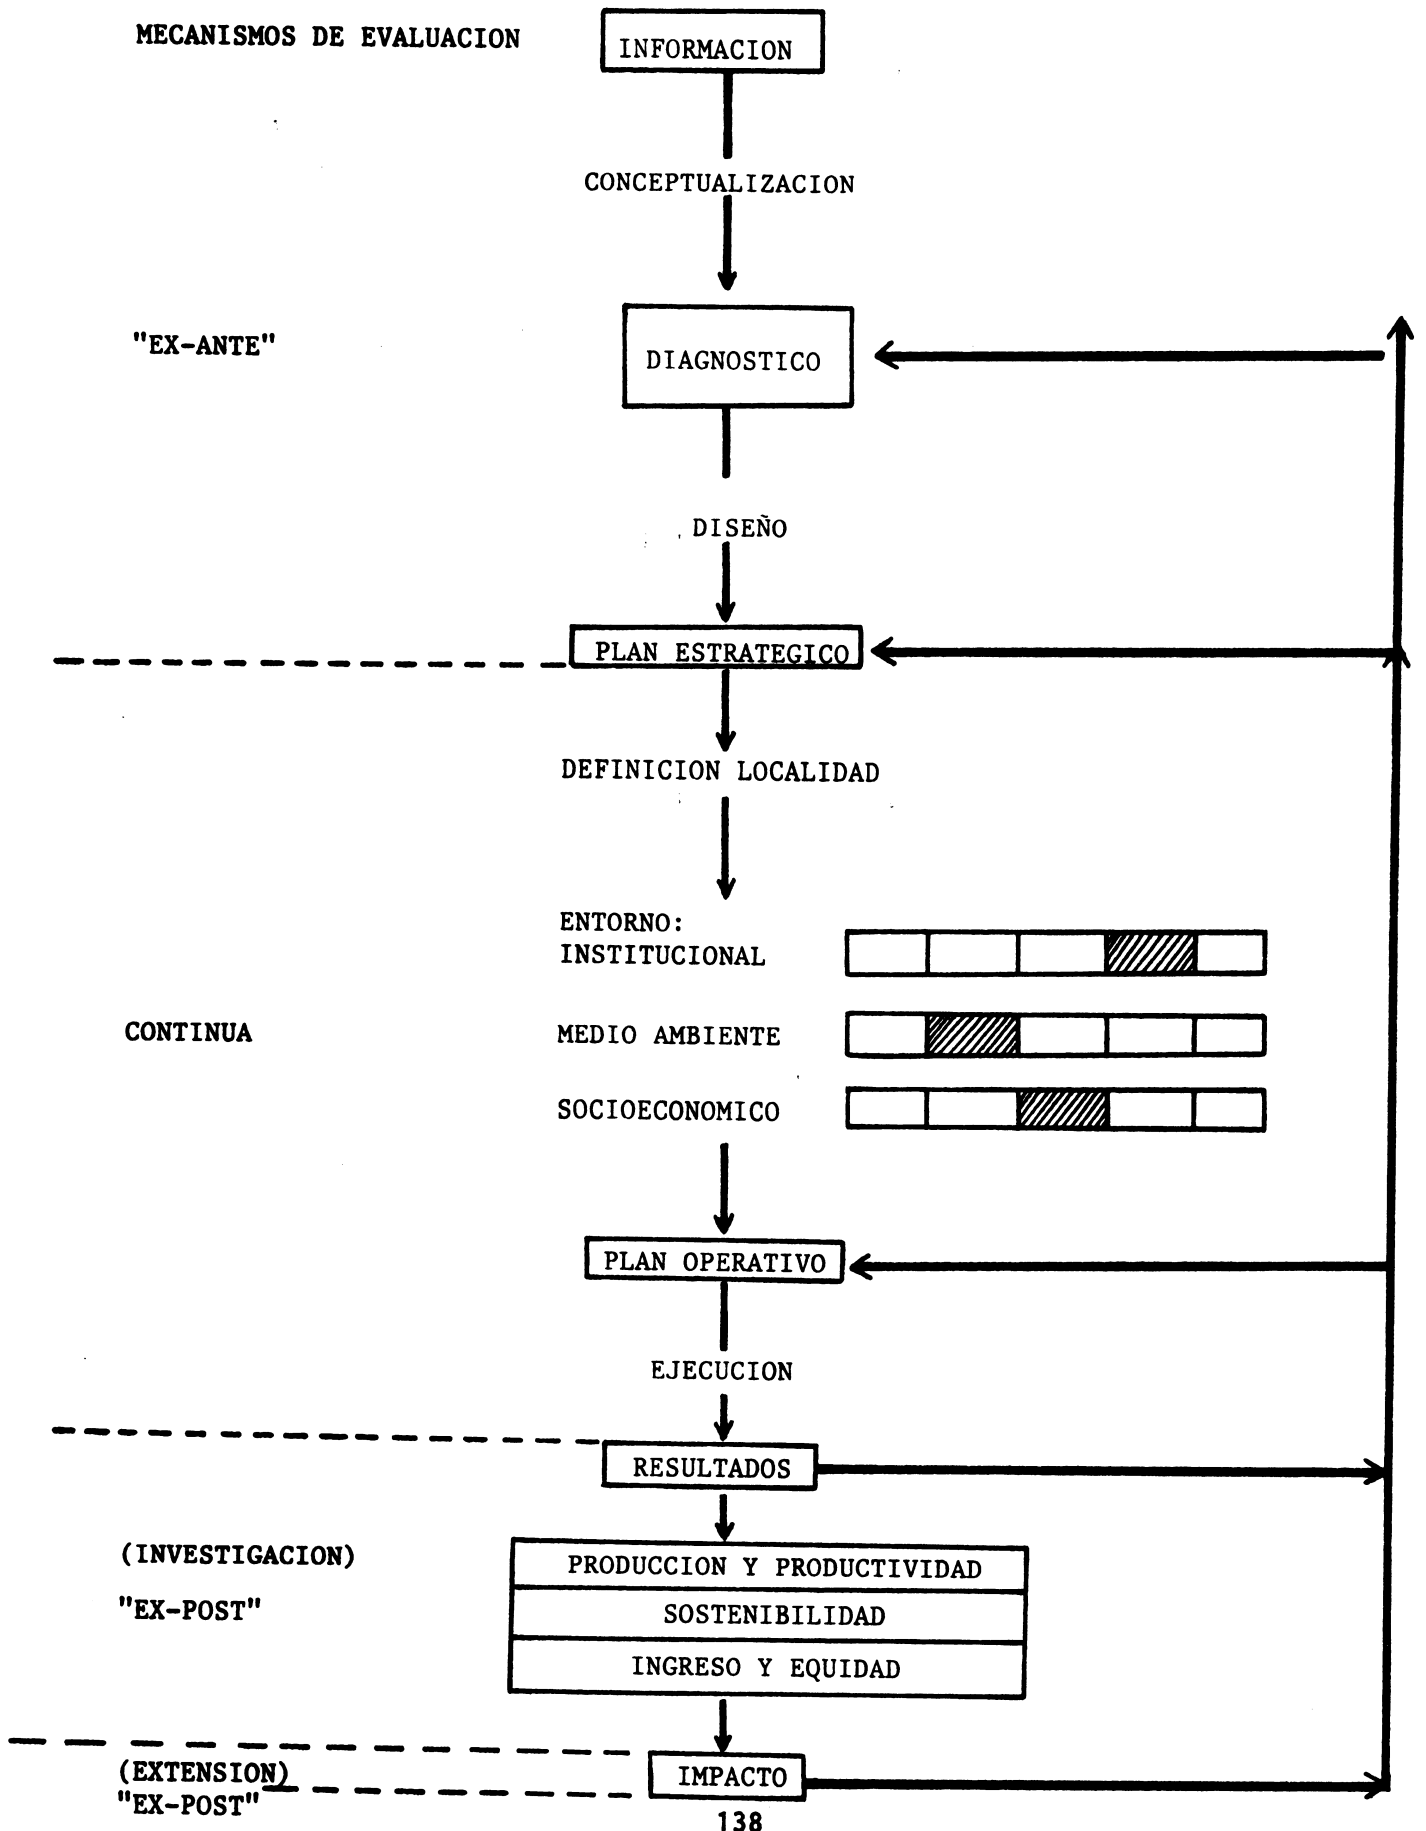 MECANISMOS DE EVALUACION
INFORMACION
CONCEPTUALIZACION
"EX-ANTE"
DIAGNOSTICO
DISEÑO
PLAN ESTRATEGICO
DEFINICION LOCALIDAD
ENTORNO:
INSTITUCIONAL
CONTINUA
MEDIO AMBIENTE
SOCIOECONOMICO
PLAN OPERATIVO
EJECUCION
RESULTADOS
(INVESTIGACION)
"EX-POST"
PRODUCCION Y PRODUCTIVIDAD
SOSTENIBILIDAD
INGRESO Y EQUIDAD
(EXTENSION)
"EX-POST"
IMPACTO
138